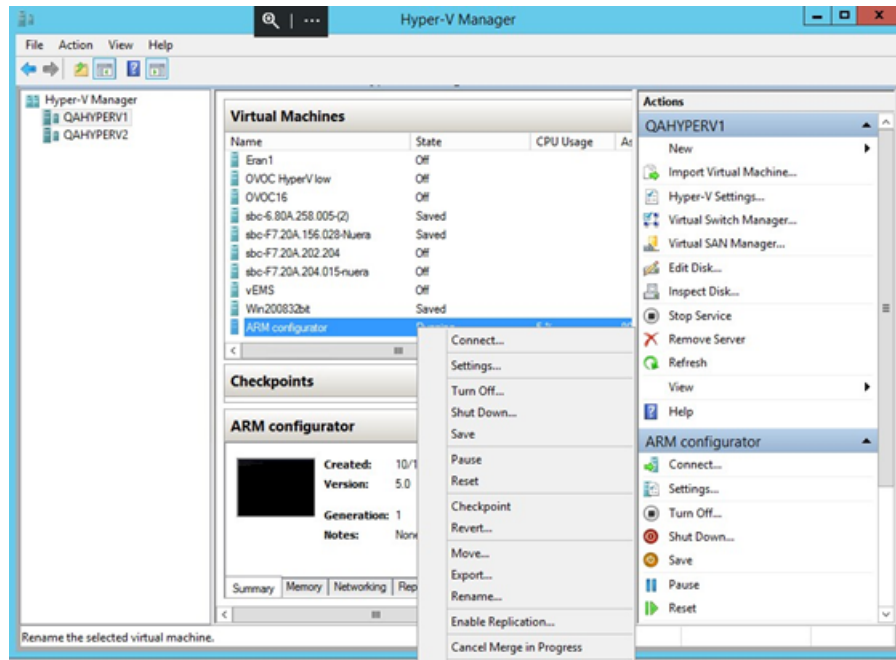 Hyper-V Manager
File Action View Help
Hyper-V Manager
QAHYPERV1
QAHYPERV2
Virtual Machines
Name State CPU Usage
Eran1 Off
OVOC HyperV low Off
OVOC16 Off
sbc-6.80A.258.005-(2) Saved
sbc-F7.20A.156.028-Nuera Saved
sbc-F7.20A.202.204 Off
sbc-F7.20A.204.015-nuera Off
vEMS Off
Win200832bit Saved
ARM configurator
Checkpoints
ARM configurator
Created: 10/1
Version: 5.0
Generation: 1
Notes: None
Summary Memory Networking Rep
Connect...
Settings...
Turn Off...
Shut Down...
Save
Pause
Reset
Checkpoint
Revert...
Move...
Export...
Rename...
Enable Replication...
Cancel Merge in Progress
Actions
QAHYPERV1
New
Import Virtual Machine...
Hyper-V Settings...
Virtual Switch Manager...
Virtual SAN Manager...
Edit Disk...
Inspect Disk...
Stop Service
Remove Server
Refresh
View
Help
ARM configurator
Connect...
Settings...
Turn Off...
Shut Down...
Save
Pause
Reset
Rename the selected virtual machine.